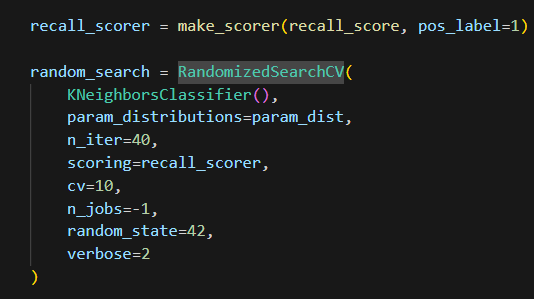 recall_scorer = make_scorer(recall_score, pos_label=1)
random_search = RandomizedSearchCV(
KNeighborsClassifier(),
param_distributions=param_dist,
n_iter=40,
scoring=recall_scorer,
cv=10,
n_jobs=-1,
random_state=42,
verbose=2
)